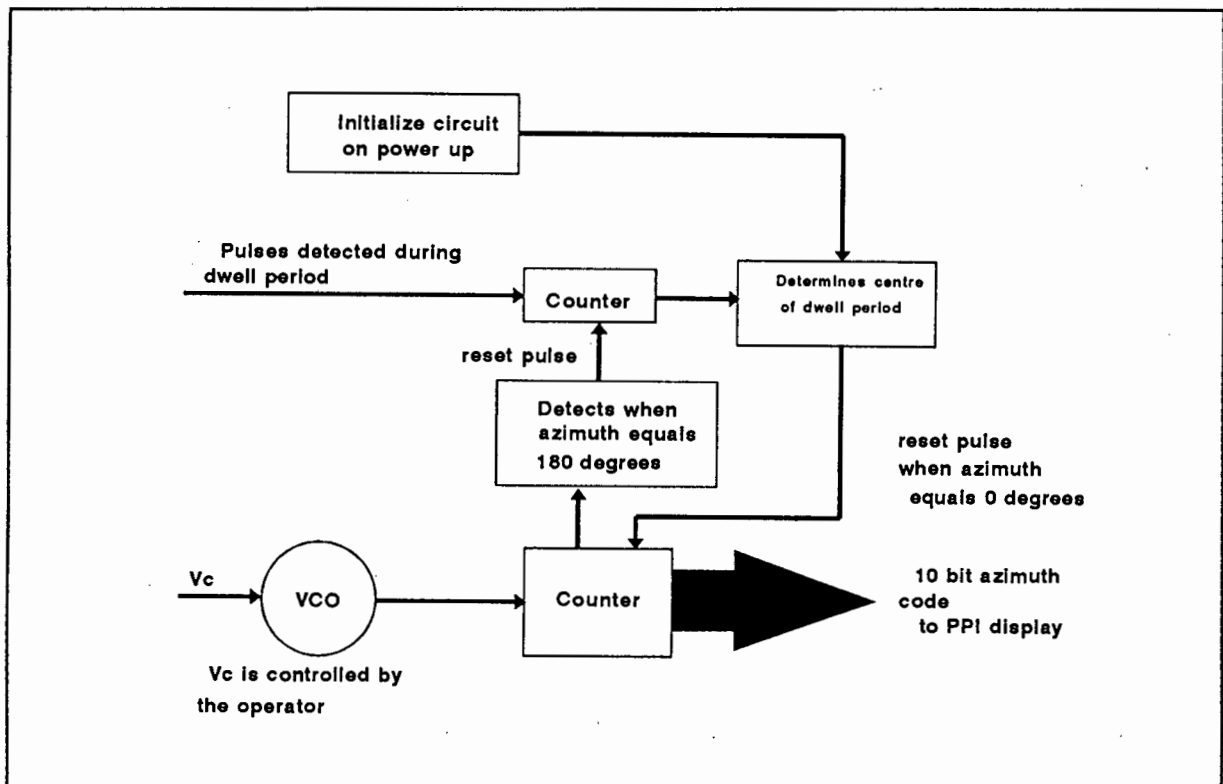 Initialize circuit
on power up
Pulses detected during
dwell period
Counter
Determines centre
of dwell period
reset pulse
Detects when
azimuth equals
180 degrees
reset pulse
when azimuth
equals 0 degrees
Vc
VCO
Counter
10 bit azimuth
code
to PPI display
Vc is controlled by
the operator